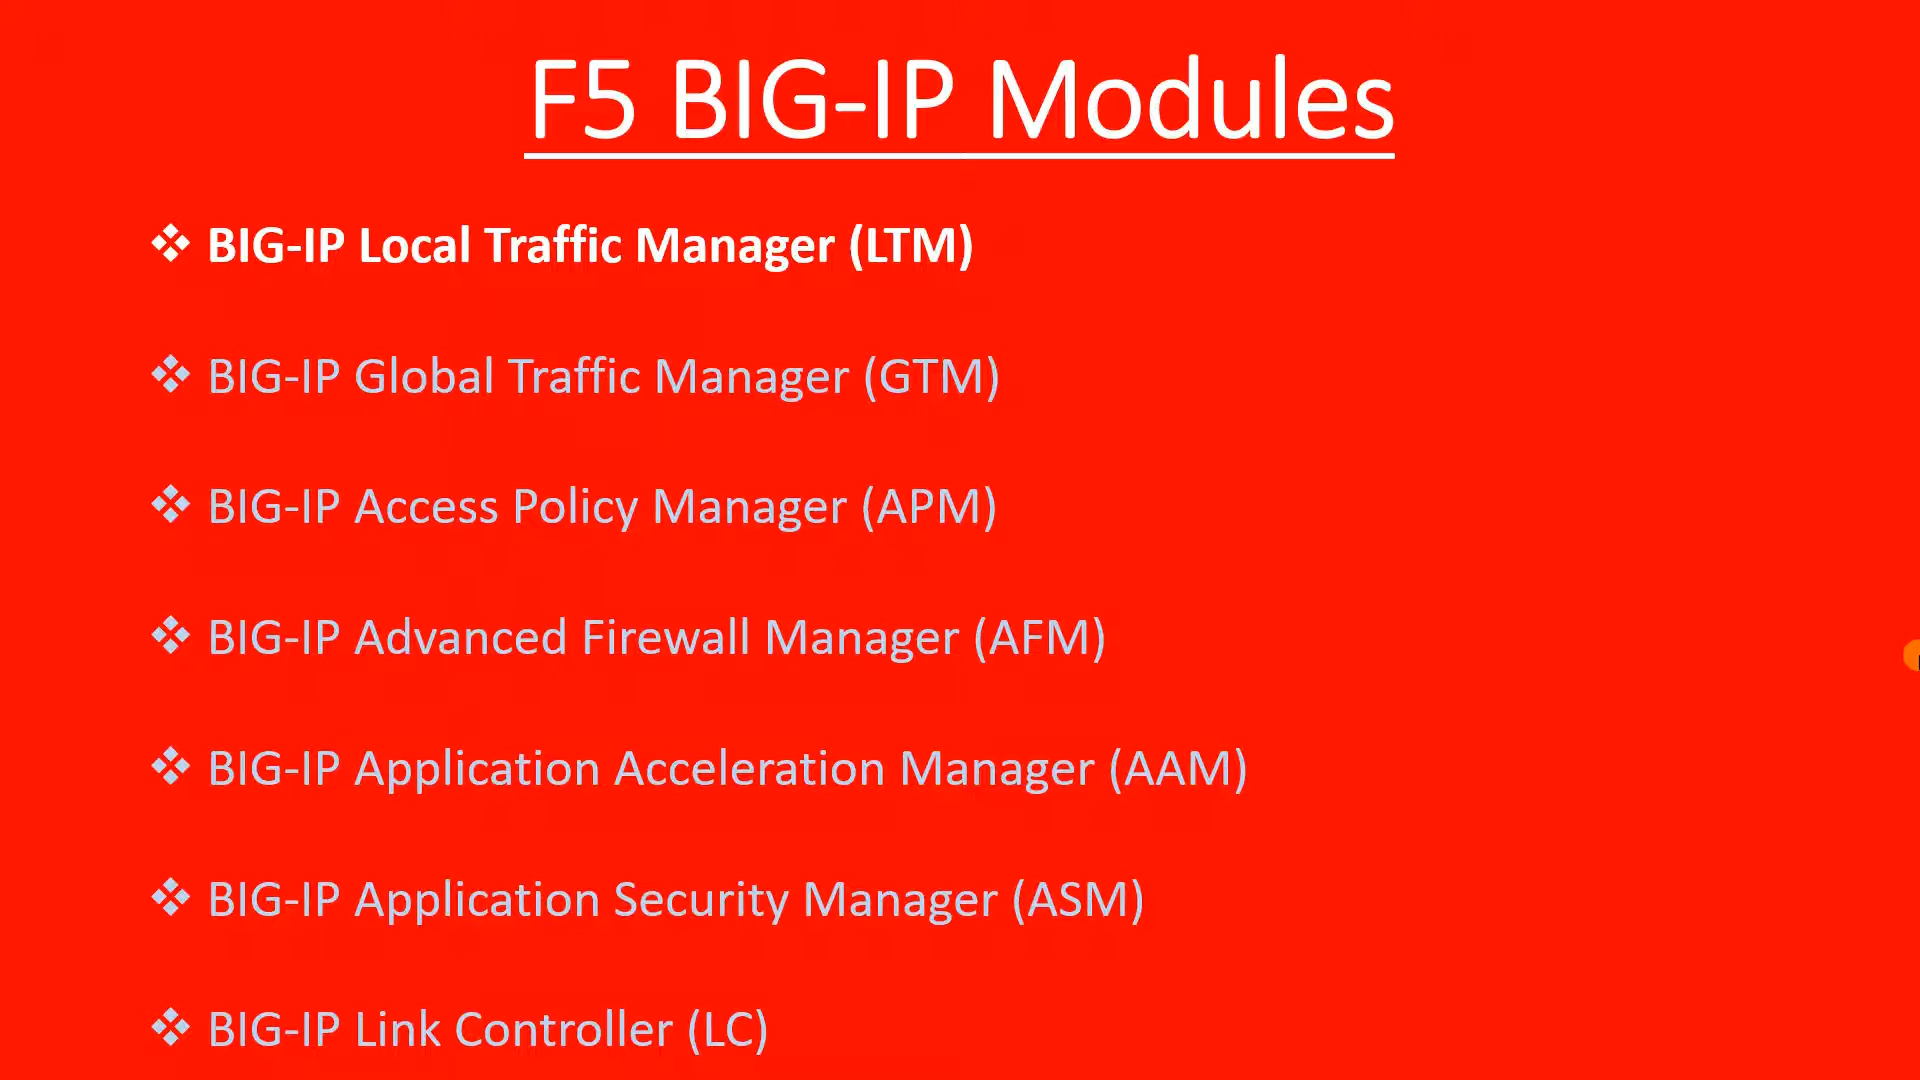 F5 BIG-IP Modules
❖ BIG-IP Local Traffic Manager (LTM)
❖ BIG-IP Global Traffic Manager (GTM)
❖ BIG-IP Access Policy Manager (APM)
❖ BIG-IP Advanced Firewall Manager (AFM)
❖ BIG-IP Application Acceleration Manager (AAM)
❖ BIG-IP Application Security Manager (ASM)
❖ BIG-IP Link Controller (LC)